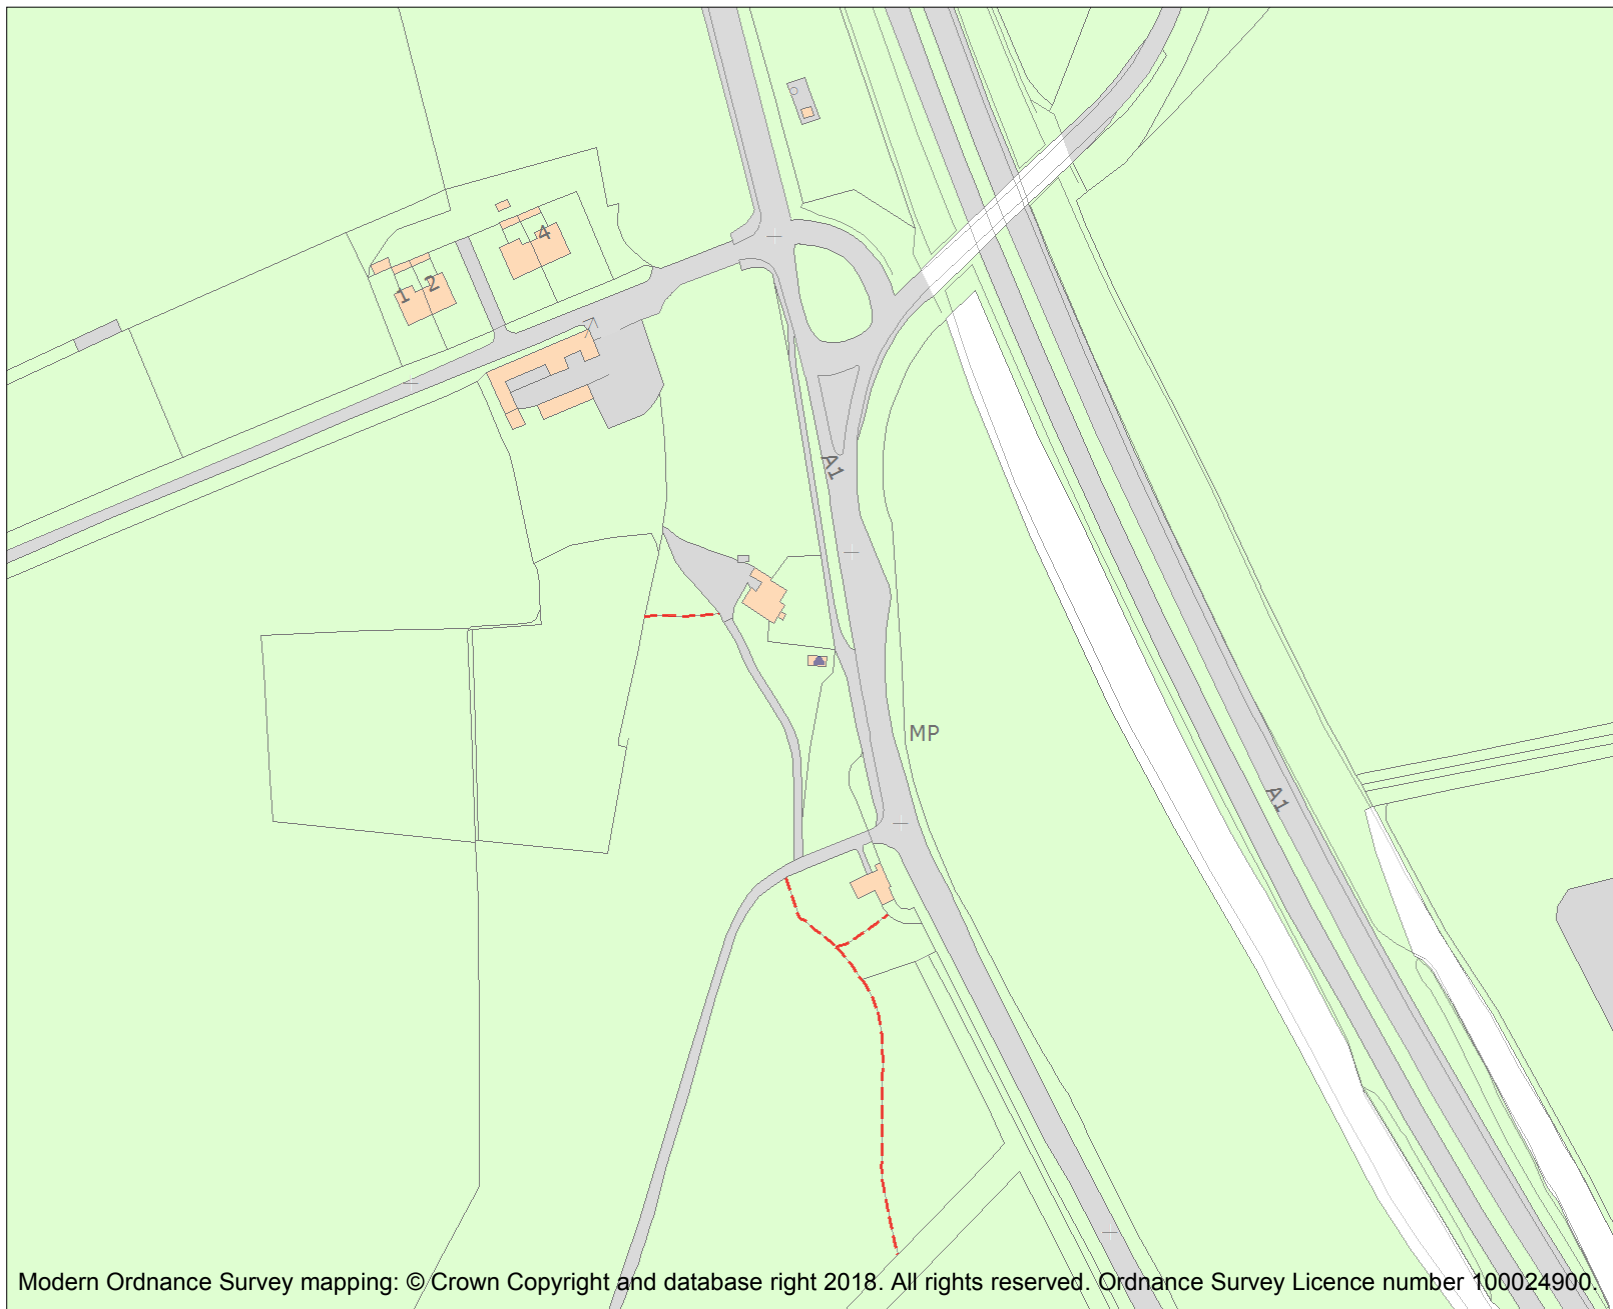 4
1
2
A1
MP
A1
Modern Ordnance Survey mapping: © Crown Copyright and database right 2018. All rights reserved. Ordnance Survey Licence number 100024900.